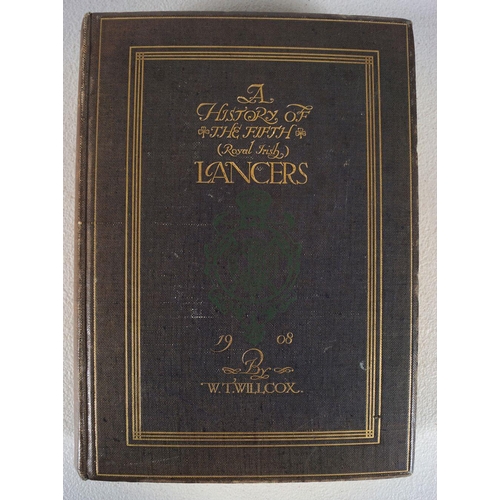 A
HISTORY OF
THE FIFTH
(Royal Irish)
LANCERS
19 08
By
W.T. WILLCOX.